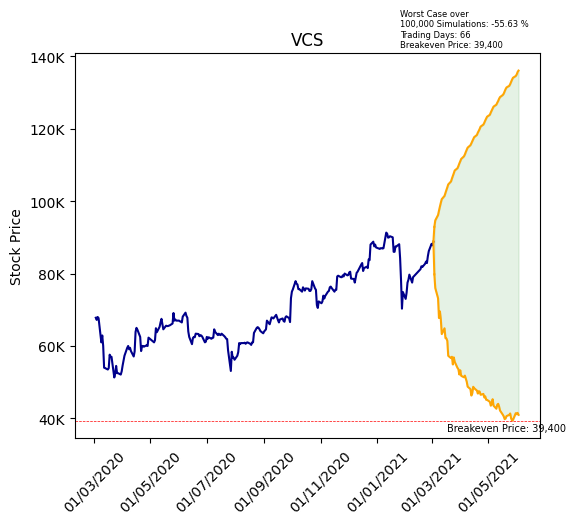 Worst Case over
100,000 Simulations: -55.63 %
Trading Days: 66
Breakeven Price: 39,400
VCS
140K
120K
100K
80K
60K
40K
Stock Price
Breakeven Price: 39,400
01/03/2020
01/05/2020
01/07/2020
01/09/2020
01/11/2020
01/01/2021
01/03/2021
01/05/2021